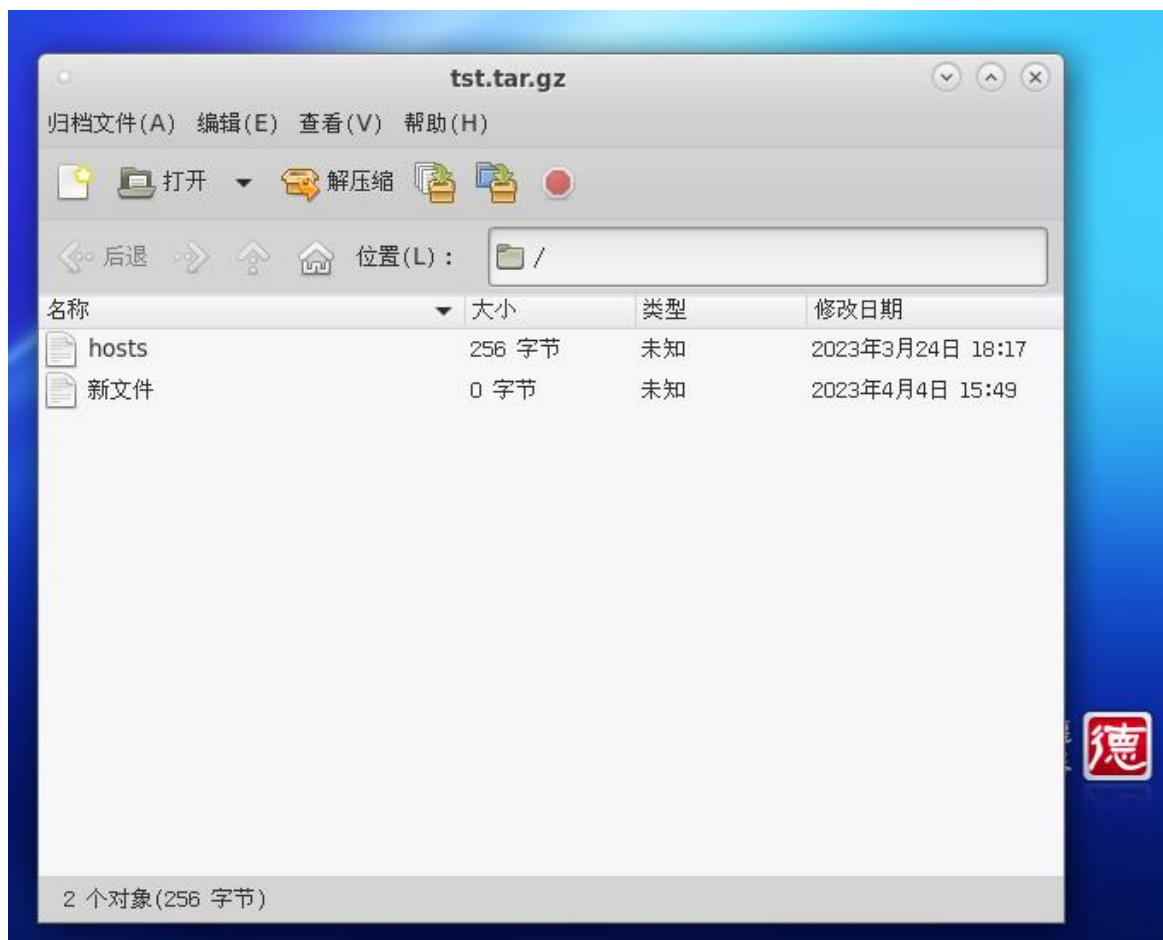 tst.tar.gz
归档文件(A) 编辑(E) 查看(V) 帮助(H)
打开 解压缩
后退 位置(L)： /
名称 大小 类型 修改日期
hosts 256 字节 未知 2023年3月24日 18:17
新文件 0 字节 未知 2023年4月4日 15:49
德
2 个对象(256 字节)